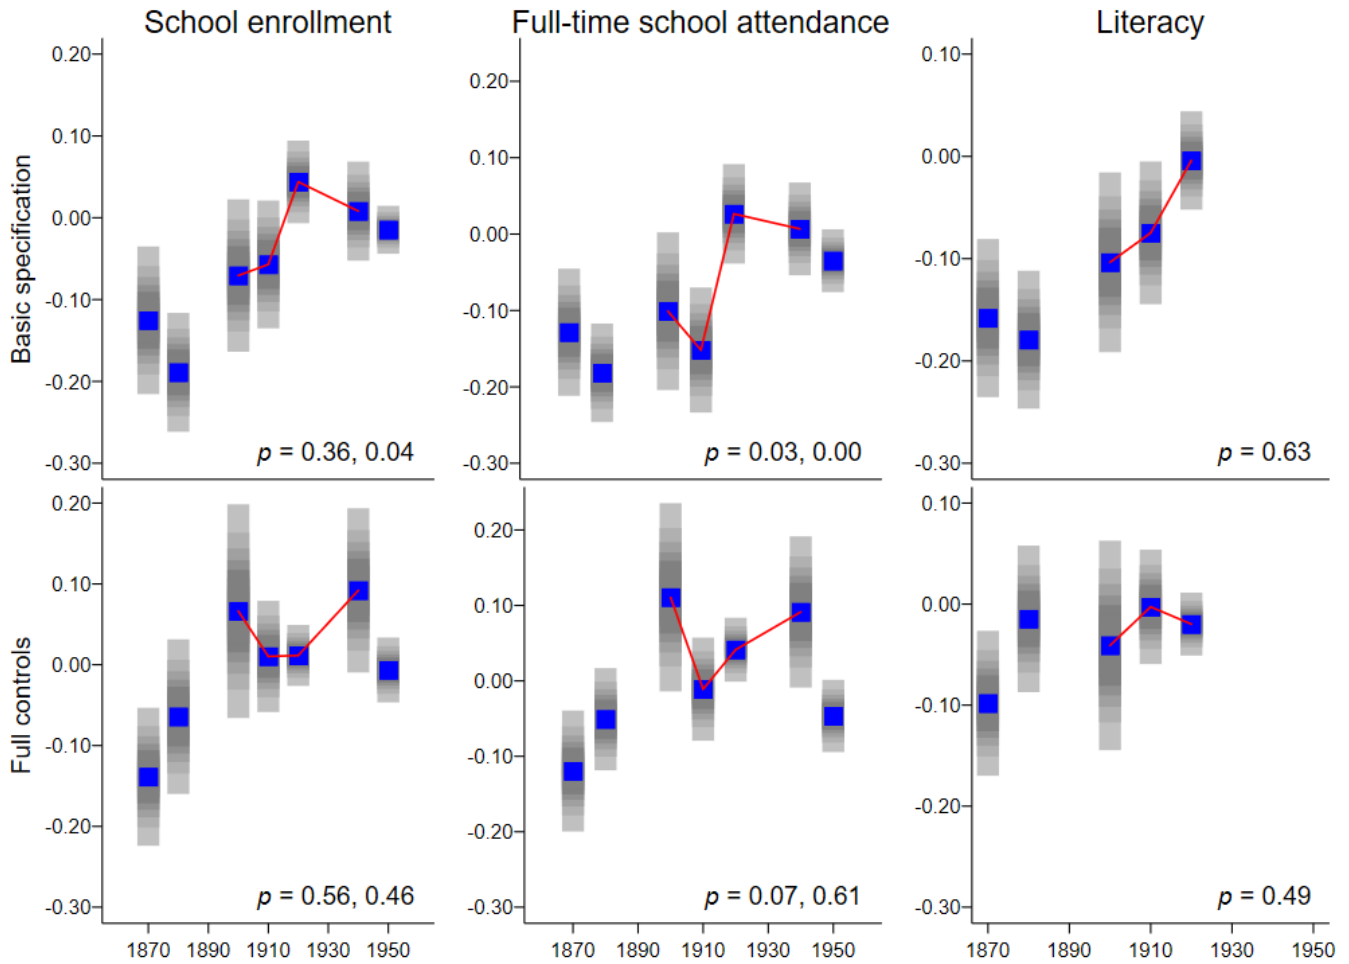 School enrollment
Full-time school attendance
Literacy
Basic specification
0.20
0.10
0.00
-0.10
-0.20
-0.30
p = 0.36, 0.04
0.20
0.10
0.00
-0.10
-0.20
-0.30
p = 0.03, 0.00
0.10
0.00
-0.10
-0.20
-0.30
p = 0.63
Full controls
0.20
0.10
0.00
-0.10
-0.20
-0.30
p = 0.56, 0.46
1870 1890 1910 1930 1950
0.20
0.10
0.00
-0.10
-0.20
-0.30
p = 0.07, 0.61
1870 1890 1910 1930 1950
0.10
0.00
-0.10
-0.20
-0.30
p = 0.49
1870 1890 1910 1930 1950